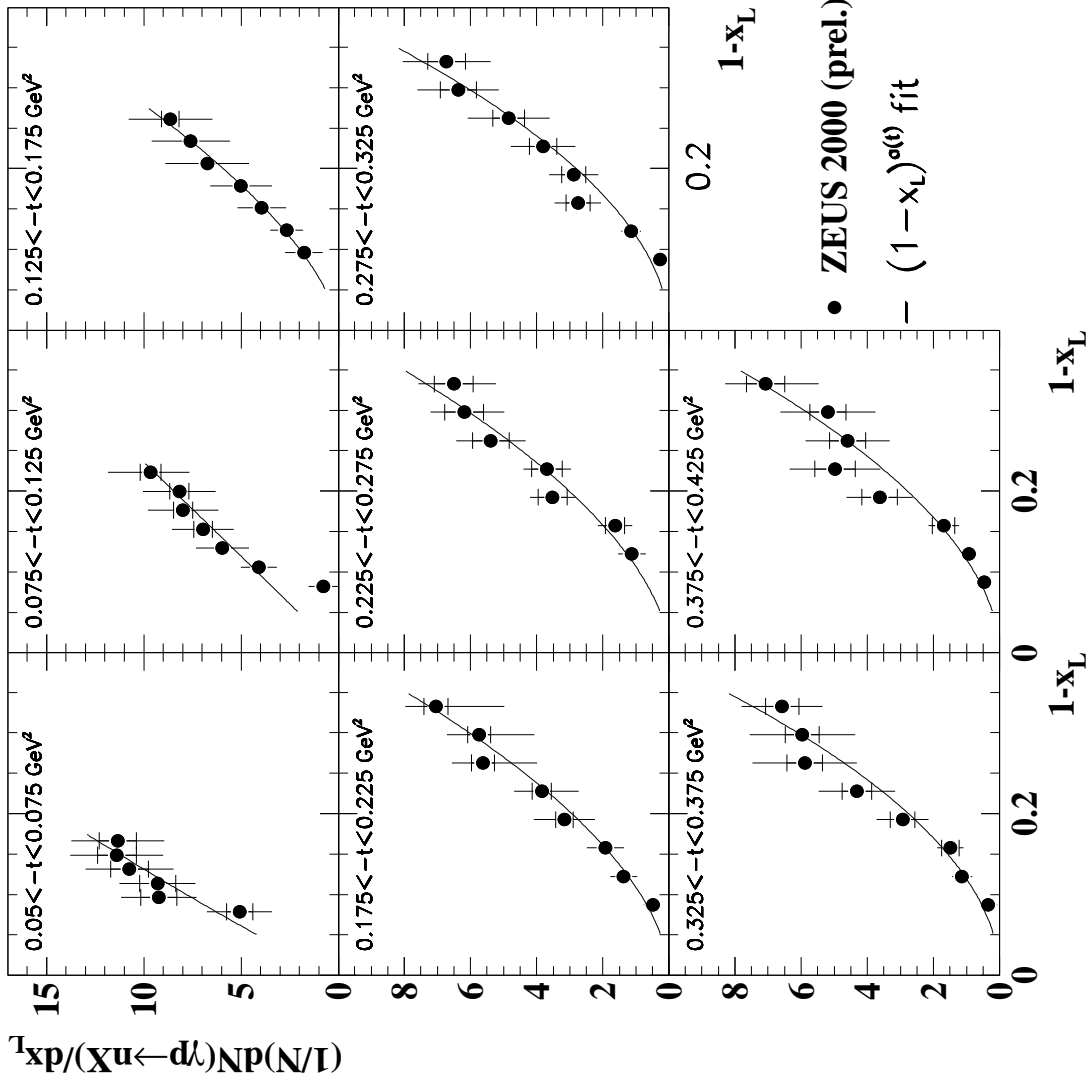 (1/N)dN(γp→nX)/dx_L
0.05<-t<0.075 GeV²
0.075<-t<0.125 GeV²
0.125<-t<0.175 GeV²
15
10
5
0
0.175<-t<0.225 GeV²
0.225<-t<0.275 GeV²
0.275<-t<0.325 GeV²
8
6
4
2
0
0.2
1-x_L
0.325<-t<0.375 GeV²
0.375<-t<0.425 GeV²
8
6
4
2
0
0
0.2
0
0.2
1-x_L
1-x_L
● ZEUS 2000 (prel.)
— (1-x_L)^a(t) fit